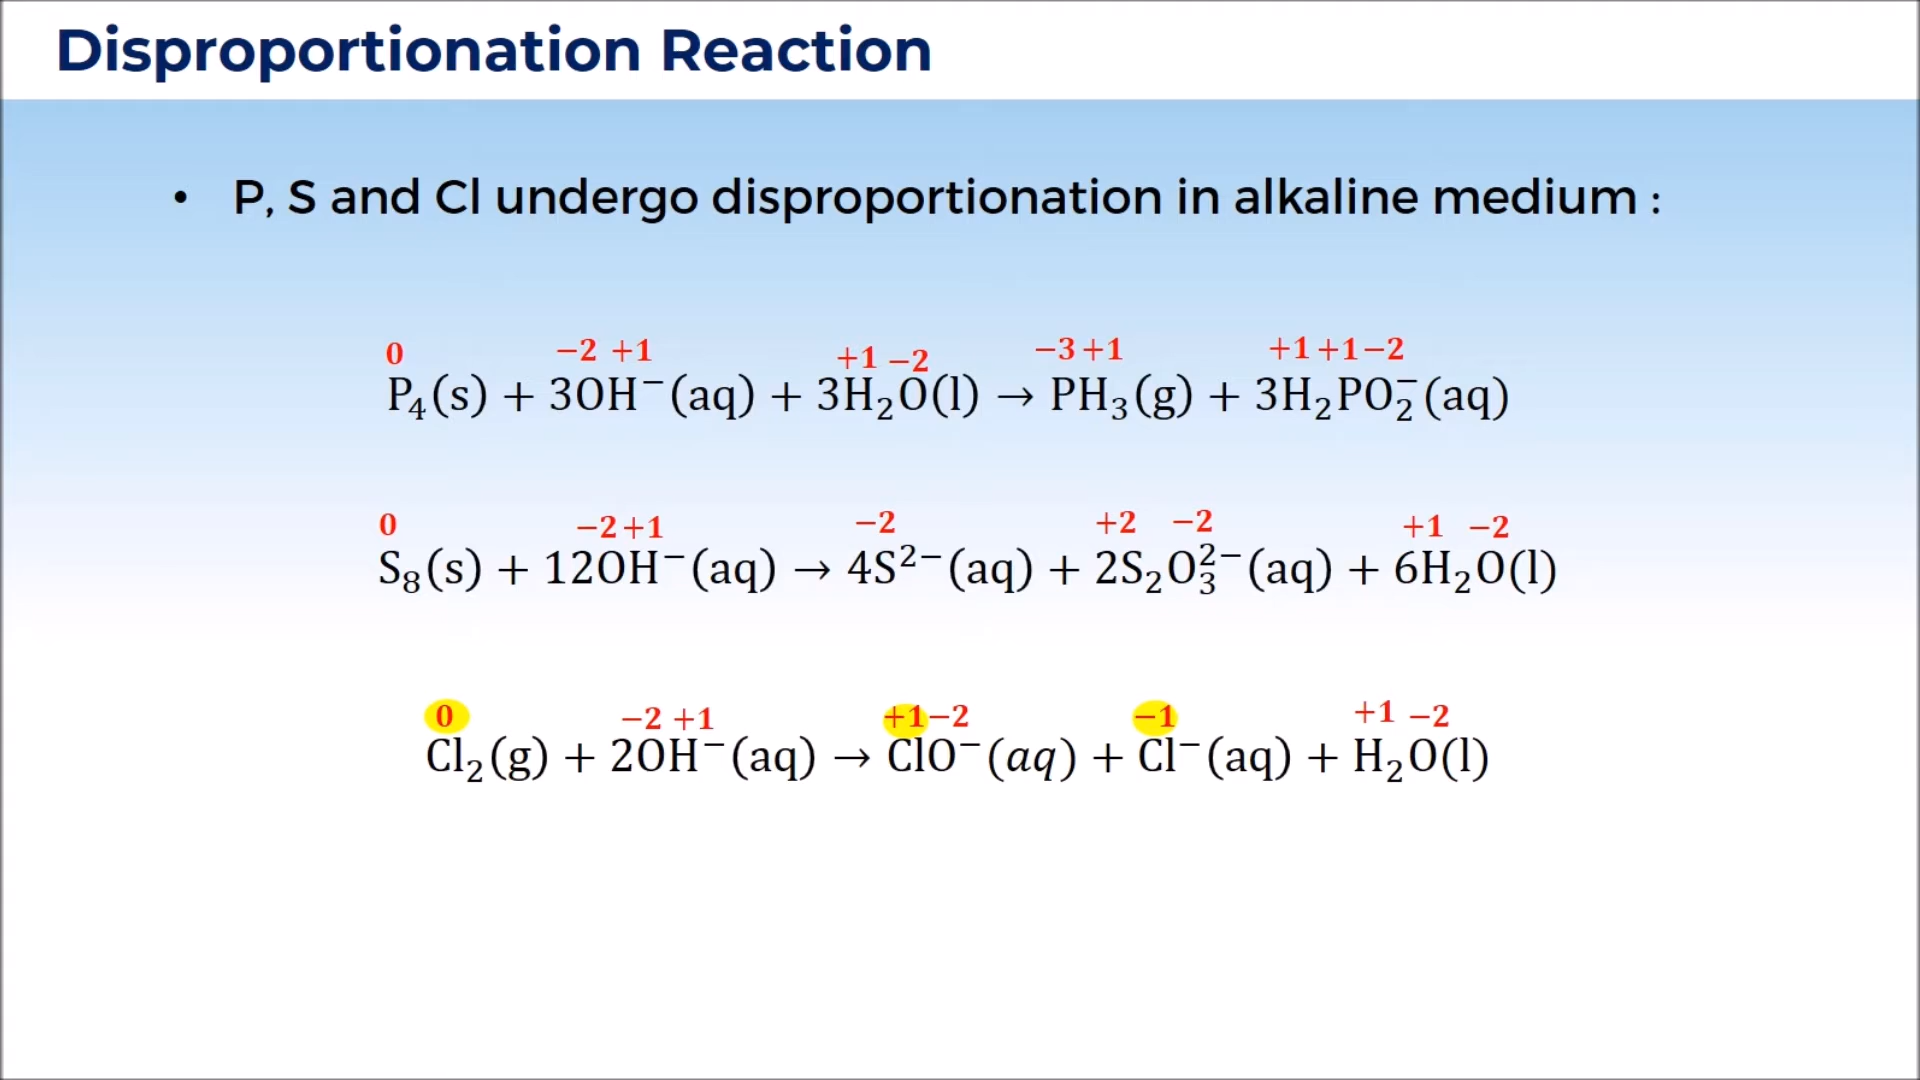 Disproportionation Reaction
• P, S and Cl undergo disproportionation in alkaline medium :
0 −2 +1 +1 −2 −3 +1 +1 +1 −2
P₄(s) + 3OH⁻(aq) + 3H₂O(l) → PH₃(g) + 3H₂PO₂⁻(aq)
0 −2 +1 −2 +2 −2 +1 −2
S₈(s) + 12OH⁻(aq) → 4S²⁻(aq) + 2S₂O₃²⁻(aq) + 6H₂O(l)
0 −2 +1 +1 −2 −1 +1 −2
Cl₂(g) + 2OH⁻(aq) → ClO⁻(aq) + Cl⁻(aq) + H₂O(l)